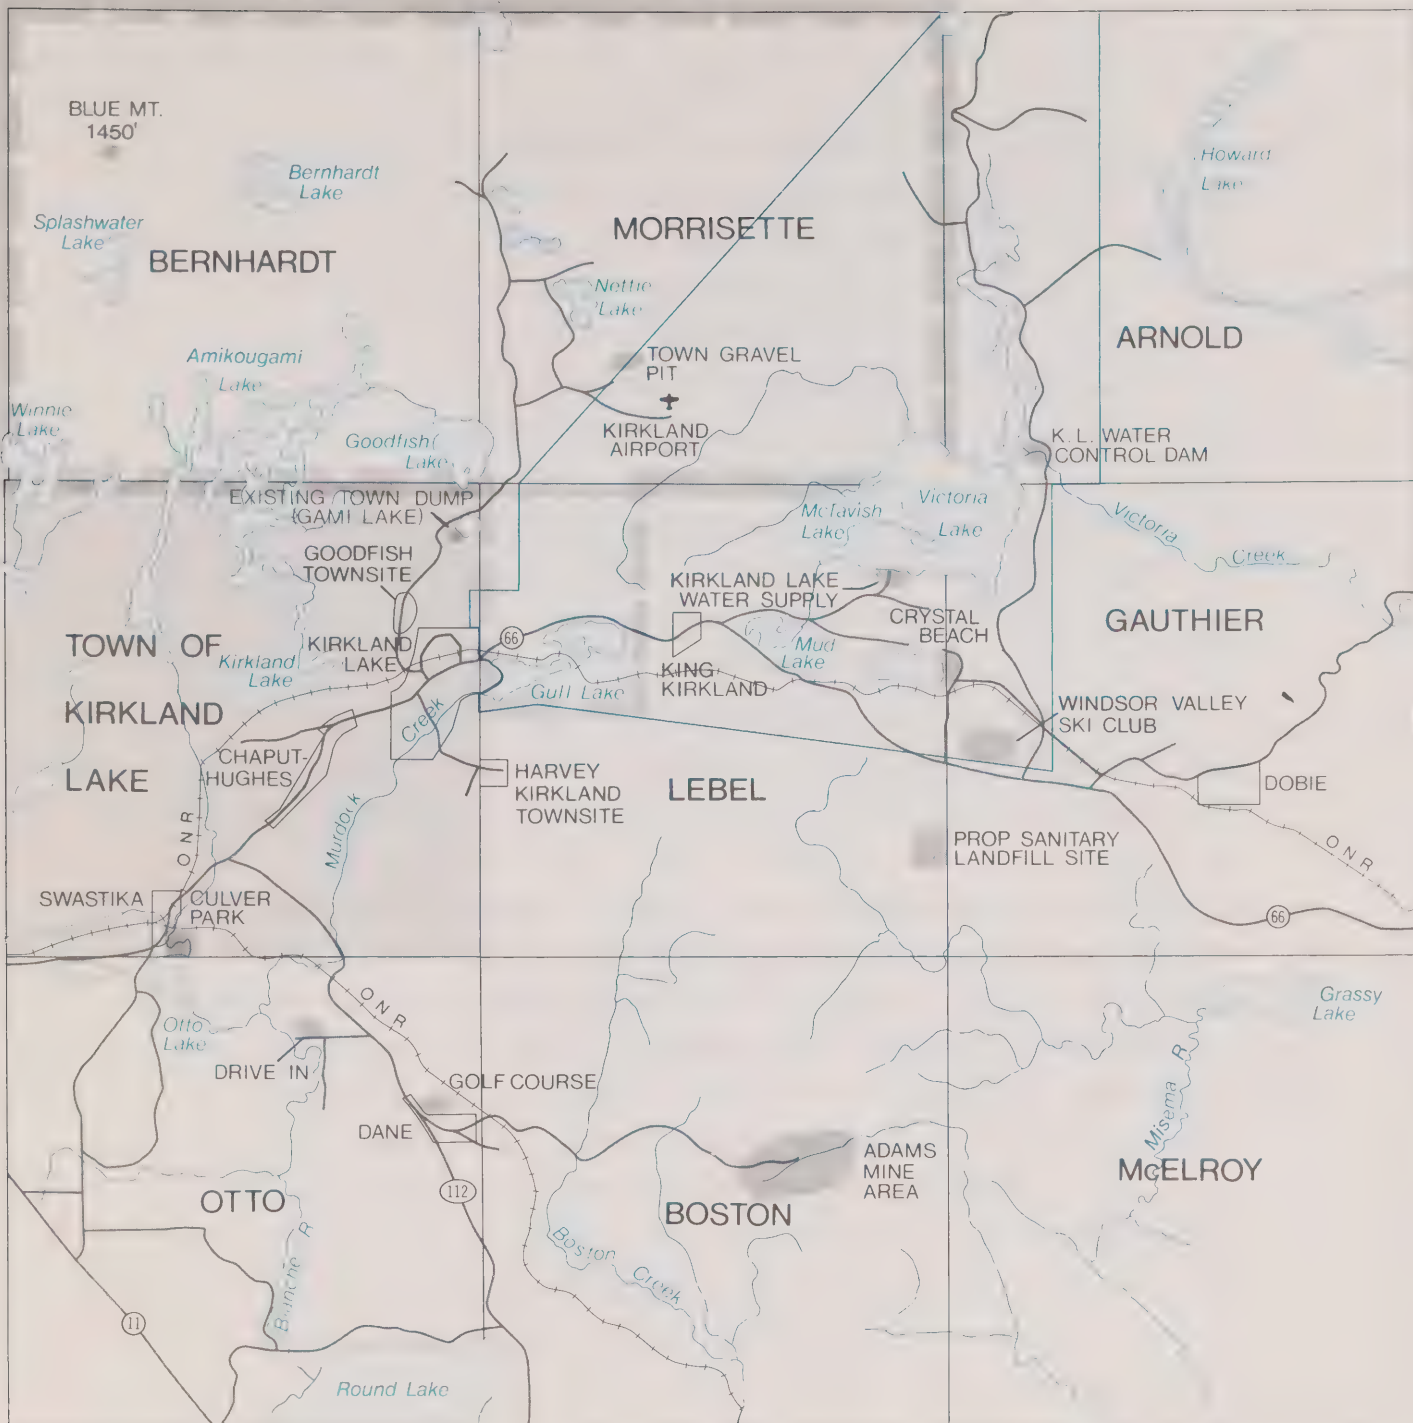 BLUE MT.
1450'
Bernhardt
Lake
Howard
Lake
Splashwater
Lake
MORRISETTE
BERNHARDT
Nettie
Lake
ARNOLD
Amikougami
Lake
TOWN GRAVEL
PIT
Winnie
Lake
KIRKLAND
AIRPORT
Goodfish
Lake
K. L. WATER
CONTROL DAM
EXISTING TOWN DUMP
(GAMI LAKE)
McTavish
Lake
Victoria
Lake
Victoria
Creek
GOODFISH
TOWNSITE
KIRKLAND LAKE
WATER SUPPLY
CRYSTAL
BEACH
GAUTHIER
TOWN OF
KIRKLAND
LAKE
Kirkland
Lake
KIRKLAND
LAKE
66
Mud
Lake
KING
KIRKLAND
Gull Lake
Creek
WINDSOR VALLEY
SKI CLUB
CHAPUT-
HUGHES
HARVEY
KIRKLAND
TOWNSITE
LEBEL
DOBIE
Murdock
ONR
PROP SANITARY
LANDFILL SITE
ONR
SWASTIKA
CULVER
PARK
66
ONR
Grassy
Lake
Otto
Lake
DRIVE IN
GOLF COURSE
DANE
Misema R
ADAMS
MINE
AREA
McELROY
OTTO
112
BOSTON
Blanche R
Boston
Creek
11
Round Lake